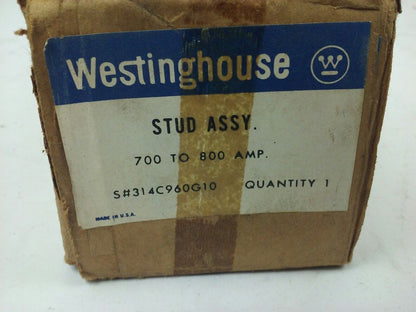 Westinghouse W
STUD ASSY.
700 TO 800 AMP.
S#314C960G10 QUANTITY 1
MADE IN U.S.A.